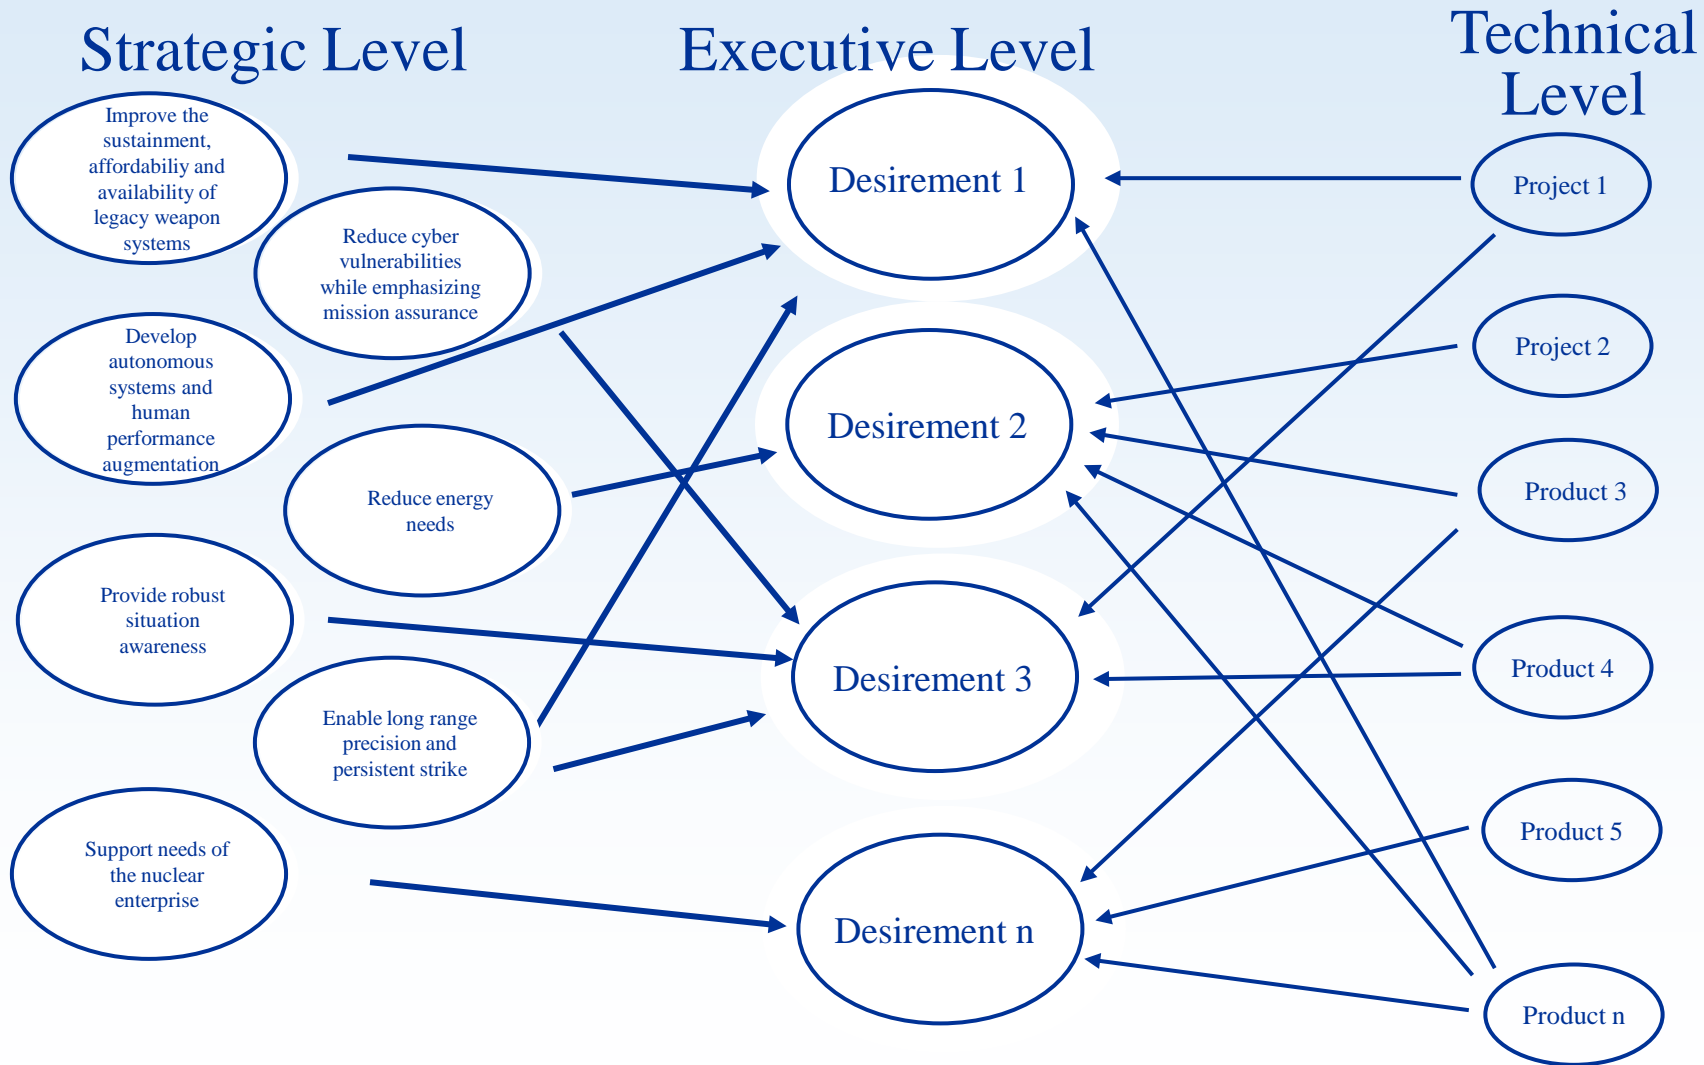 Strategic Level
Executive Level
Technical
Level
Improve the
sustainment,
affordabiliy and
availability of
legacy weapon
systems
Reduce cyber
vulnerabilities
while emphasizing
mission assurance
Develop
autonomous
systems and
human
performance
augmentation
Reduce energy
needs
Provide robust
situation
awareness
Enable long range
precision and
persistent strike
Support needs of
the nuclear
enterprise
Desirement 1
Desirement 2
Desirement 3
Desirement n
Project 1
Project 2
Product 3
Product 4
Product 5
Product n